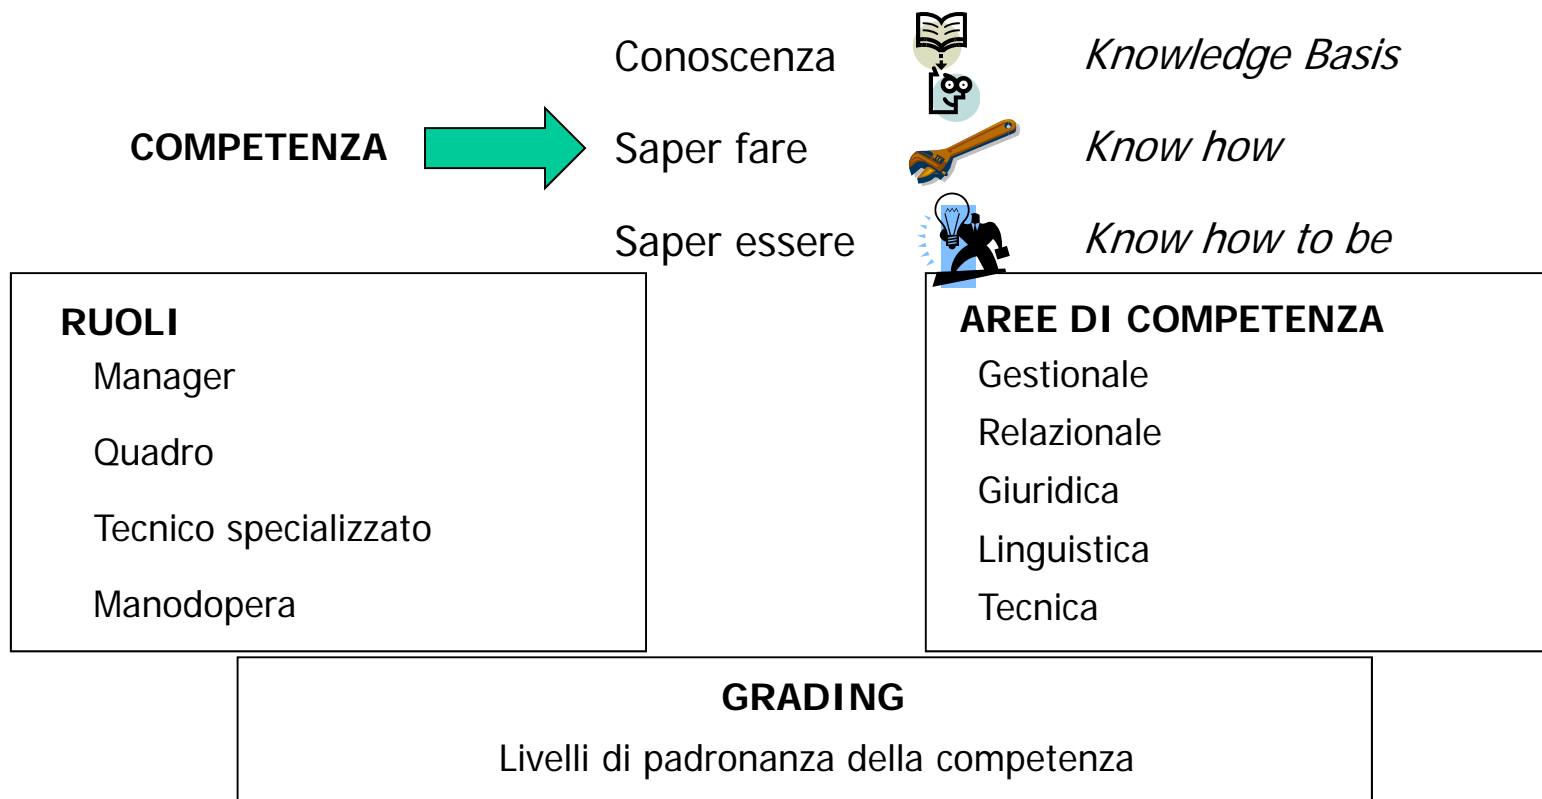 Conoscenza Knowledge Basis
COMPETENZA Saper fare Know how
Saper essere Know how to be
RUOLI
Manager
Quadro
Tecnico specializzato
Manodopera
AREE DI COMPETENZA
Gestionale
Relazionale
Giuridica
Linguistica
Tecnica
GRADING
Livelli di padronanza della competenza